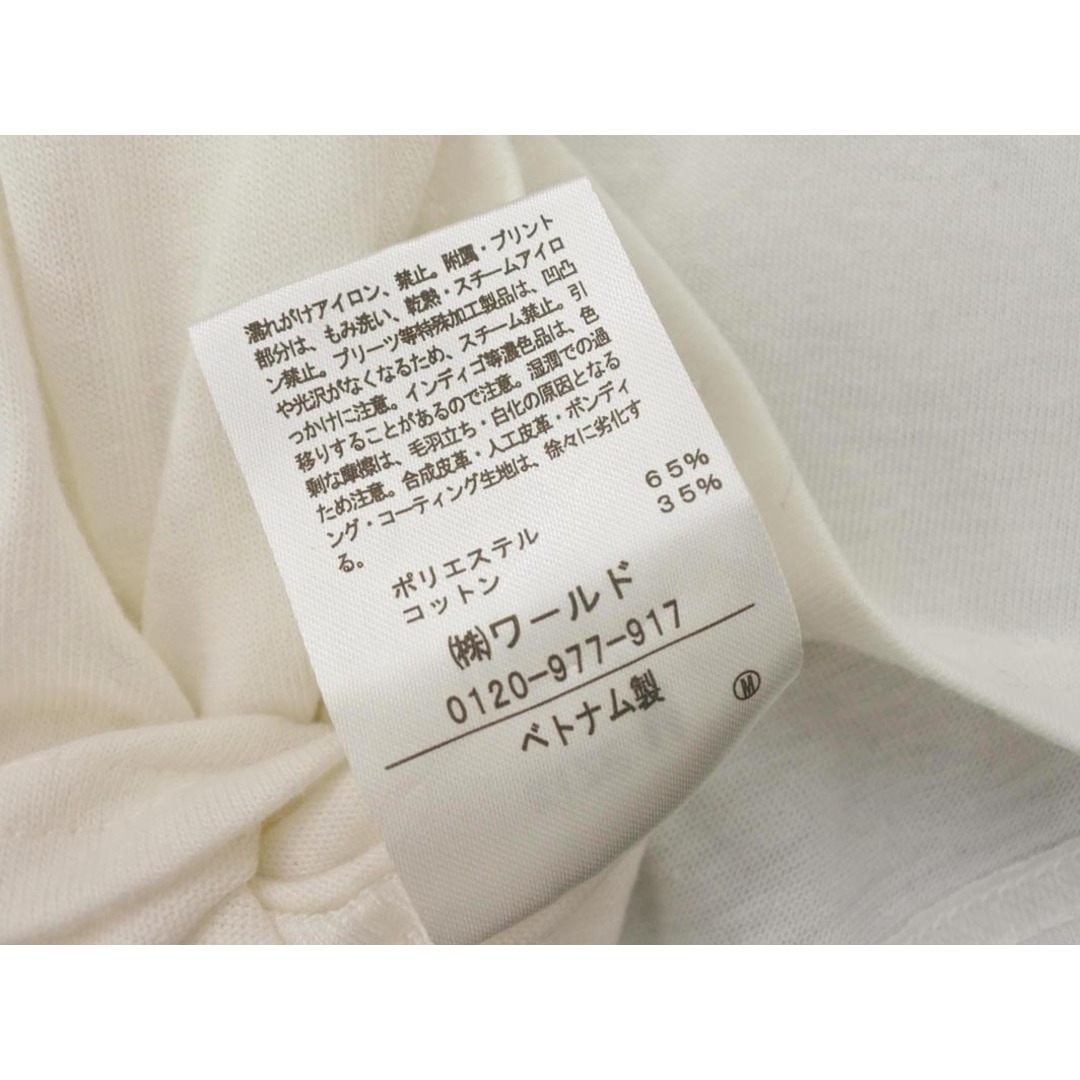 濡れがけアイロン、禁止。附属・プリント
部分は、もみ洗い、乾熱・スチームアイロ
ン禁止。プリーツ等特殊加工製品は、凹凸
や光沢がなくなるため、スチーム禁止。引
っかけに注意。インディゴ等濃色品は、色
移りすることがあるので注意。湿潤での過
剰な摩擦は、毛羽立ち・白化の原因となる
ため注意。合成皮革・人工皮革・ボンディ
ング・コーティング生地は、徐々に劣化す
る。
ポリエステル 65%
コットン 35%
㈱ワールド
0120-977-917
ベトナム製 Ⓜ